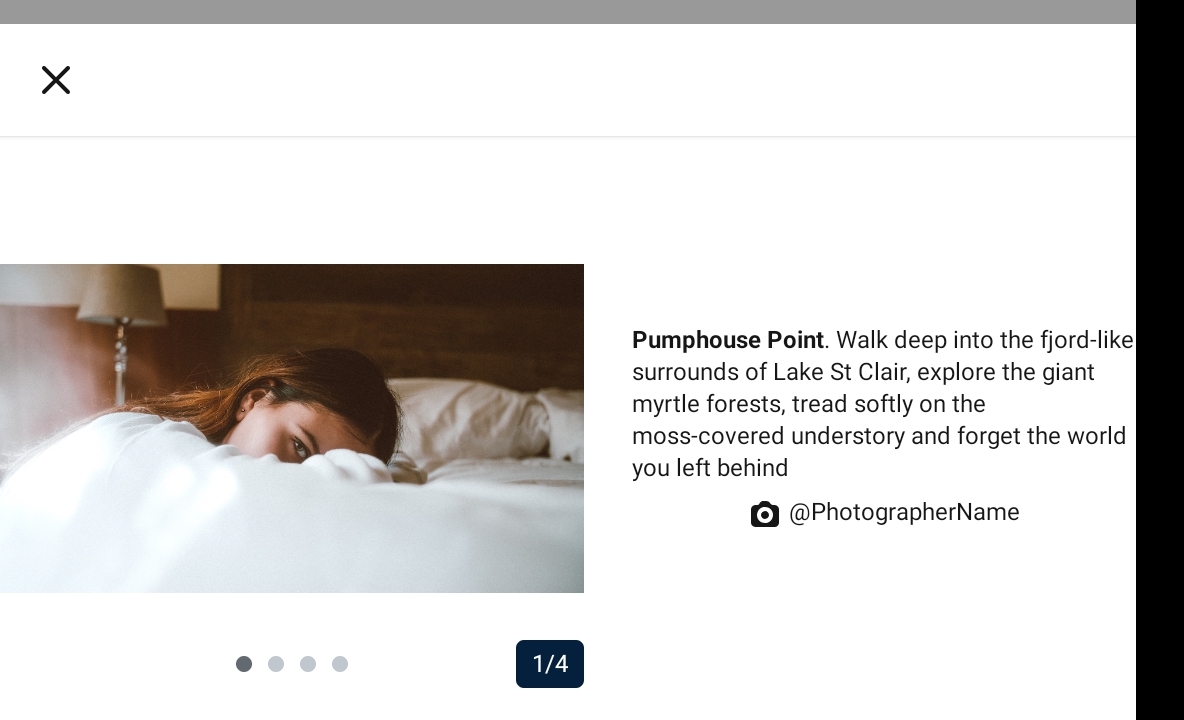 Pumphouse Point. Walk deep into the fjord-like
surrounds of Lake St Clair, explore the giant
myrtle forests, tread softly on the
moss-covered understory and forget the world
you left behind
@PhotographerName
1/4